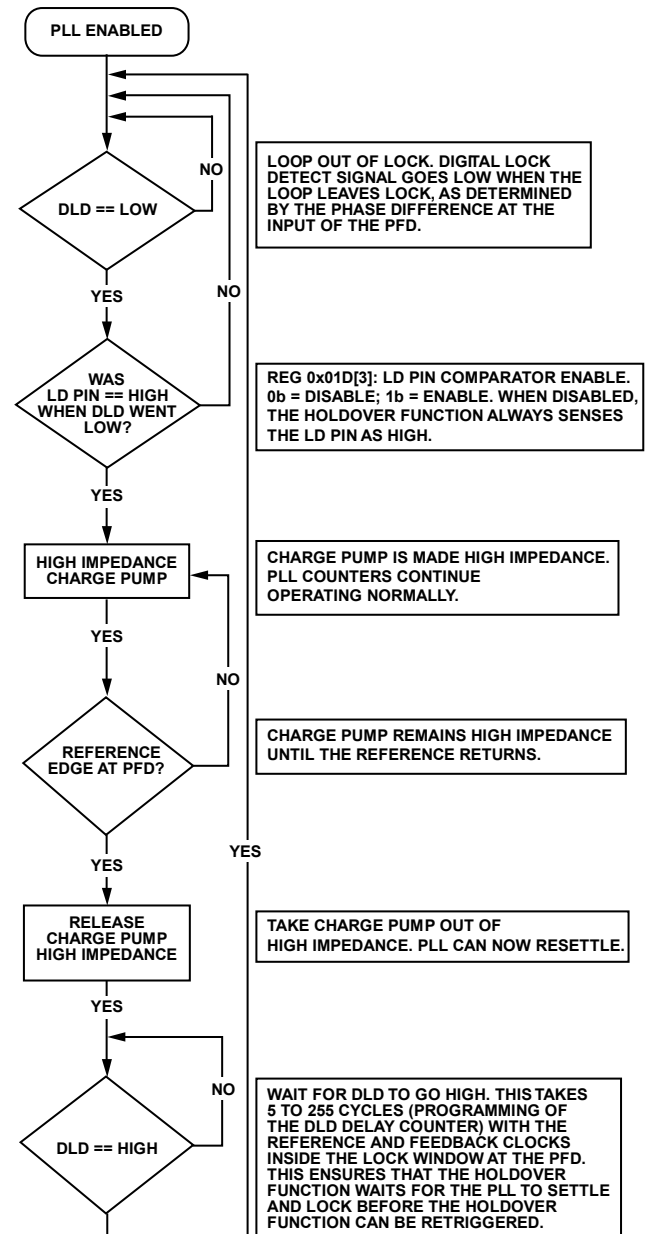 PLL ENABLED
NO
DLD == LOW
LOOP OUT OF LOCK. DIGITAL LOCK
DETECT SIGNAL GOES LOW WHEN THE
LOOP LEAVES LOCK, AS DETERMINED
BY THE PHASE DIFFERENCE AT THE
INPUT OF THE PFD.
YES
NO
WAS
LD PIN == HIGH
WHEN DLD WENT
LOW?
REG 0x01D[3]: LD PIN COMPARATOR ENABLE.
0b = DISABLE; 1b = ENABLE. WHEN DISABLED,
THE HOLDOVER FUNCTION ALWAYS SENSES
THE LD PIN AS HIGH.
YES
HIGH IMPEDANCE
CHARGE PUMP
CHARGE PUMP IS MADE HIGH IMPEDANCE.
PLL COUNTERS CONTINUE
OPERATING NORMALLY.
YES
NO
REFERENCE
EDGE AT PFD?
CHARGE PUMP REMAINS HIGH IMPEDANCE
UNTIL THE REFERENCE RETURNS.
YES
YES
RELEASE
CHARGE PUMP
HIGH IMPEDANCE
TAKE CHARGE PUMP OUT OF
HIGH IMPEDANCE. PLL CAN NOW RESETTLE.
YES
NO
DLD == HIGH
WAIT FOR DLD TO GO HIGH. THIS TAKES
5 TO 255 CYCLES (PROGRAMMING OF
THE DLD DELAY COUNTER) WITH THE
REFERENCE AND FEEDBACK CLOCKS
INSIDE THE LOCK WINDOW AT THE PFD.
THIS ENSURES THAT THE HOLDOVER
FUNCTION WAITS FOR THE PLL TO SETTLE
AND LOCK BEFORE THE HOLDOVER
FUNCTION CAN BE RETRIGGERED.